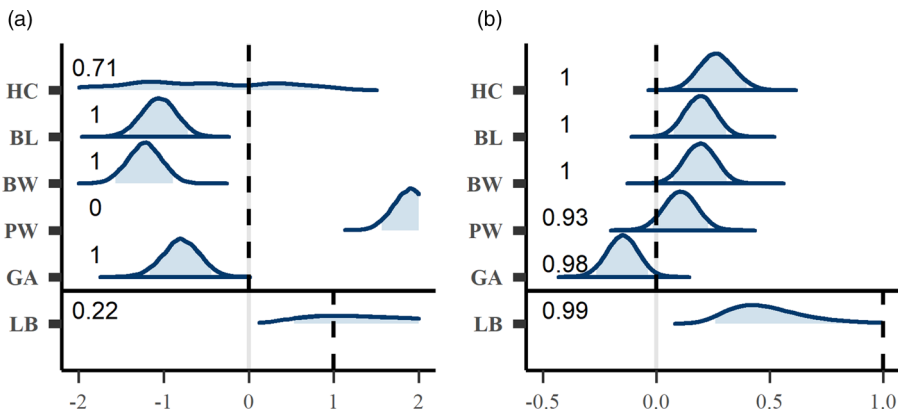 (a)
(b)
HC 0.71
BL 1
BW 1
PW 0
GA 1
LB 0.22
-2 -1 0 1 2
HC 1
BL 1
BW 1
PW 0.93
GA 0.98
LB 0.99
-0.5 0.0 0.5 1.0